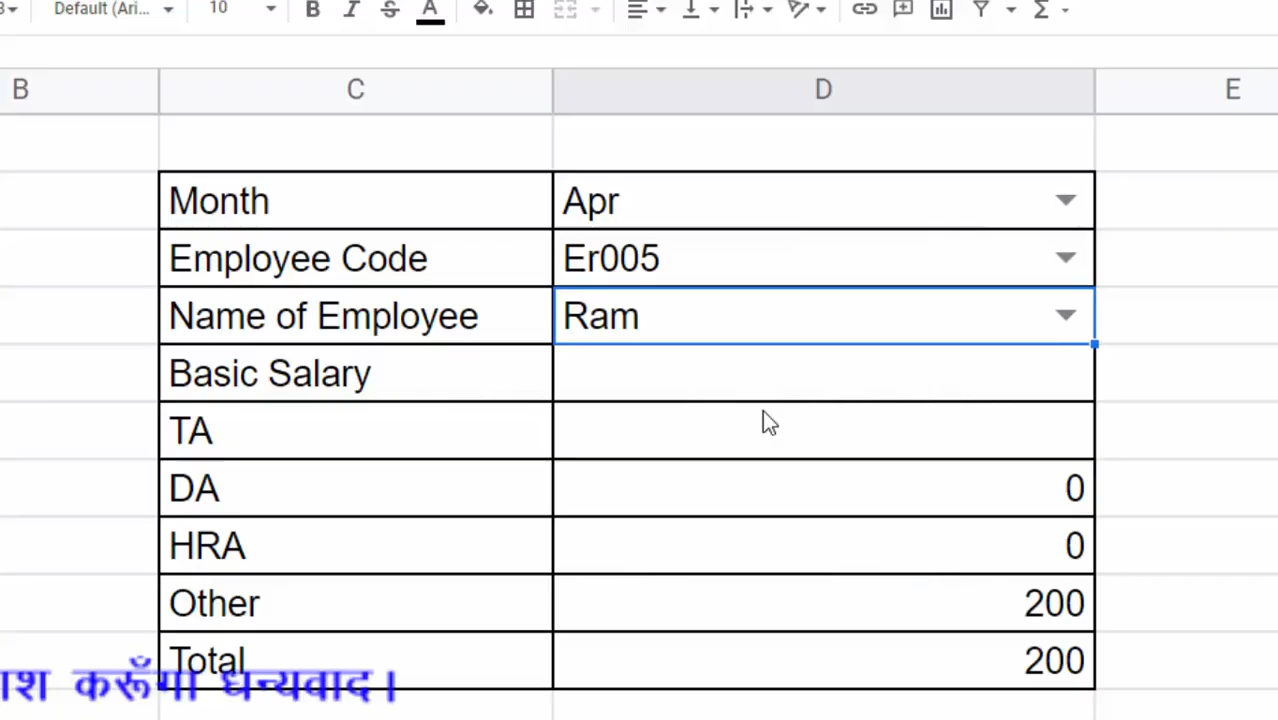 Default (Ari... 10 B I A
B C D E
Month Apr
Employee Code Er005
Name of Employee Ram
Basic Salary
TA
DA 0
HRA 0
Other 200
Total 200
करूँगा धन्यवाद।